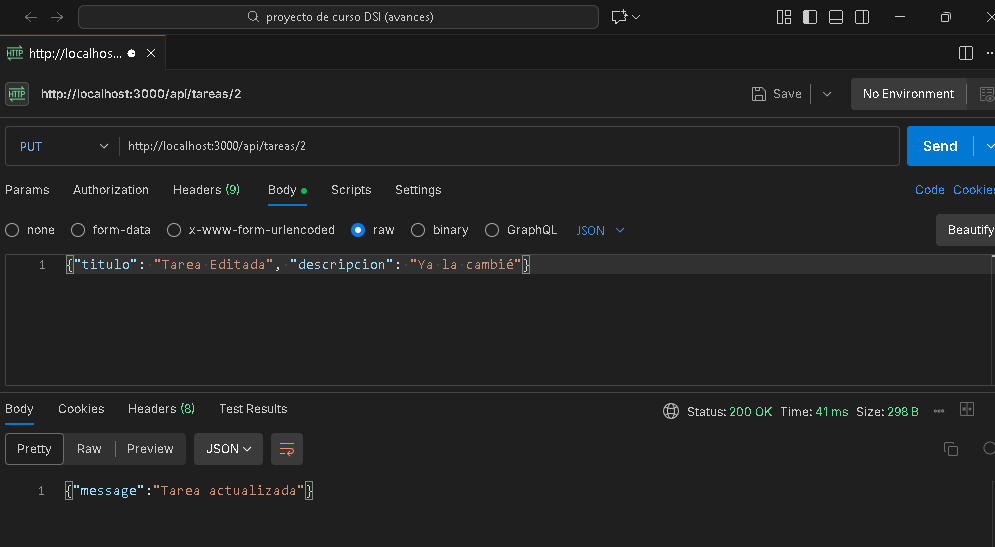 proyecto de curso DSI (avances)
HTTP http://localhos...
HTTP http://localhost:3000/api/tareas/2 Save No Environment
PUT http://localhost:3000/api/tareas/2 Send
Params Authorization Headers (9) Body Scripts Settings Code Cookies
none form-data x-www-form-urlencoded raw binary GraphQL JSON Beautify
1 {"titulo": "Tarea Editada", "descripcion": "Ya la cambié"}
Body Cookies Headers (8) Test Results Status: 200 OK Time: 41 ms Size: 298 B
Pretty Raw Preview JSON
1 {"message":"Tarea actualizada"}